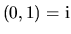 (0, 1) = i